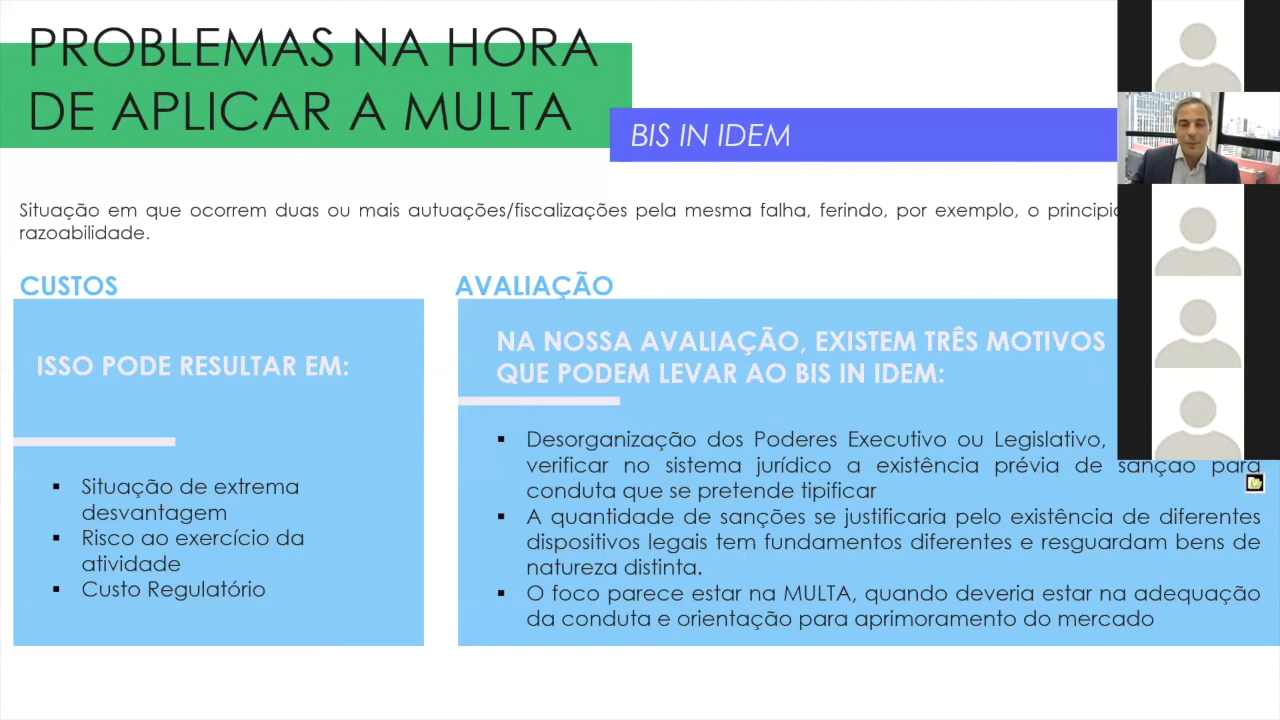 PROBLEMAS NA HORA
DE APLICAR A MULTA
BIS IN IDEM
Situação em que ocorrem duas ou mais autuações/fiscalizações pela mesma falha, ferindo, por exemplo, o
razoabilidade.
CUSTOS
ISSO PODE RESULTAR EM:
▪ Situação de extrema
desvantagem
▪ Risco ao exercício da
atividade
▪ Custo Regulatório
AVALIAÇÃO
NA NOSSA AVALIAÇÃO, EXISTEM TRÊS MOTIVOS
QUE PODEM LEVAR AO BIS IN IDEM:
▪ Desorganização dos Poderes Executivo ou Legislativo,
verificar no sistema jurídico a existência prévia de sanção para
conduta que se pretende tipificar
▪ A quantidade de sanções se justificaria pelo existência de diferentes
dispositivos legais tem fundamentos diferentes e resguardam bens de
natureza distinta.
▪ O foco parece estar na MULTA, quando deveria estar na adequação
da conduta e orientação para aprimoramento do mercado